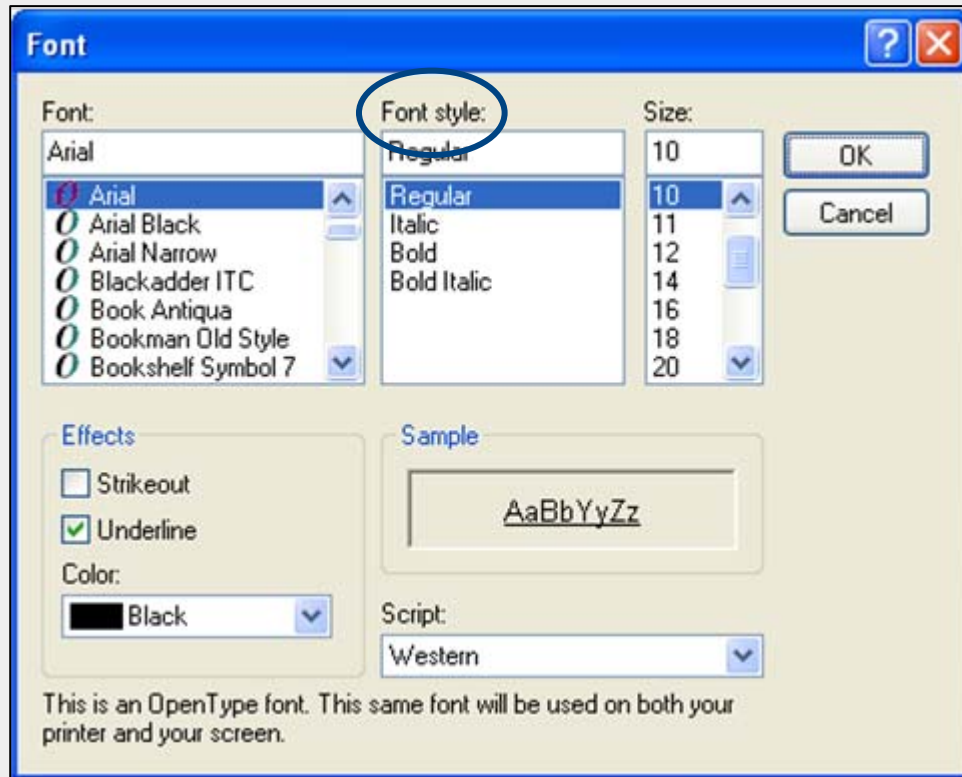 Font
Font: Font style: Size:
Arial Regular 10
Arial Regular 10
Arial Black Italic 11
Arial Narrow Bold 12
Blackadder ITC Bold Italic 14
Book Antiqua 16
Bookman Old Style 18
Bookshelf Symbol 7 20
OK
Cancel
Effects
Strikeout
Underline
Color:
Black
Sample
AaBbYyZz
Script:
Western
This is an OpenType font. This same font will be used on both your
printer and your screen.